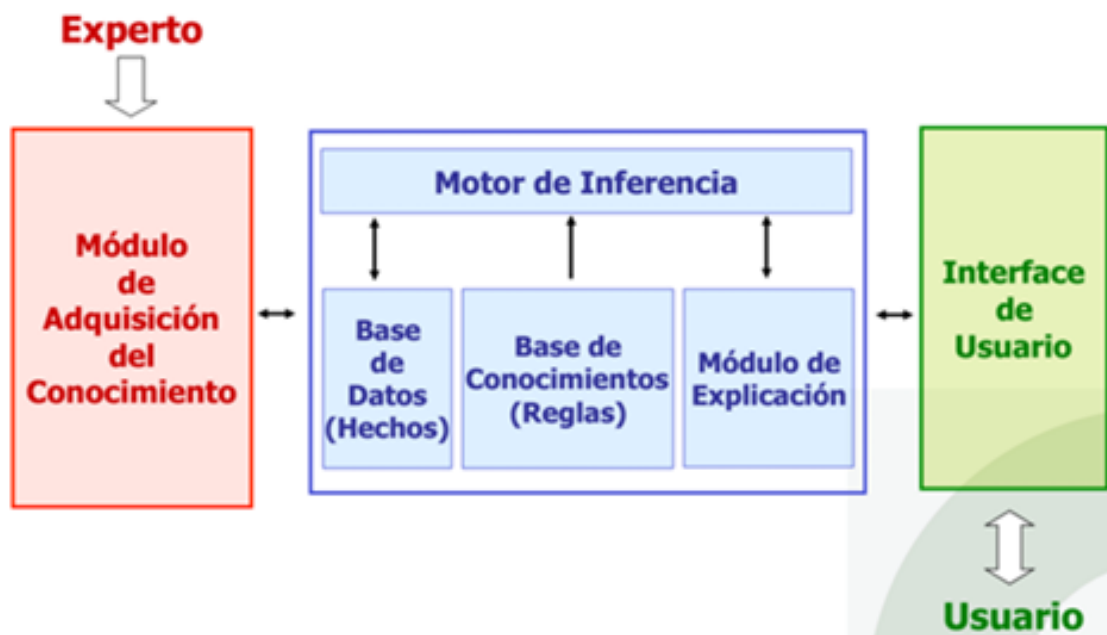 Experto
Módulo
de
Adquisición
del
Conocimiento
Motor de Inferencia
Base
de
Datos
(Hechos)
Base de
Conocimientos
(Reglas)
Módulo de
Explicación
Interface
de
Usuario
Usuario